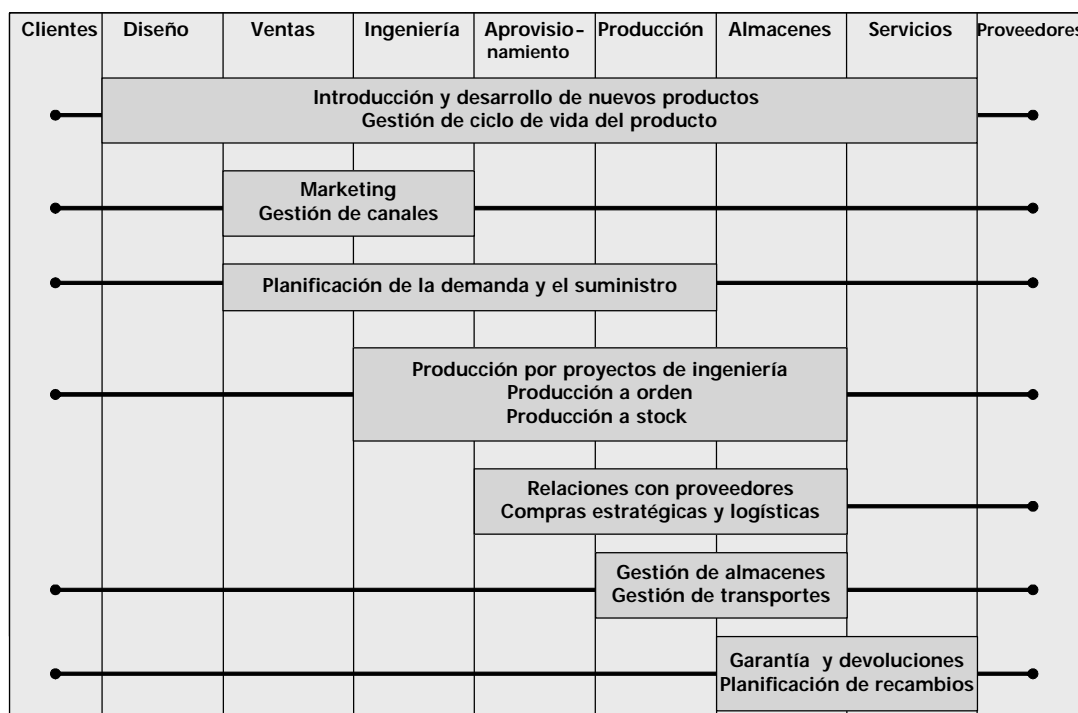 Clientes Diseño Ventas Ingeniería Aprovisio- Producción Almacenes Servicios Proveedores
namiento
Introducción y desarrollo de nuevos productos
Gestión de ciclo de vida del producto
Marketing
Gestión de canales
Planificación de la demanda y el suministro
Producción por proyectos de ingeniería
Producción a orden
Producción a stock
Relaciones con proveedores
Compras estratégicas y logísticas
Gestión de almacenes
Gestión de transportes
Garantía y devoluciones
Planificación de recambios